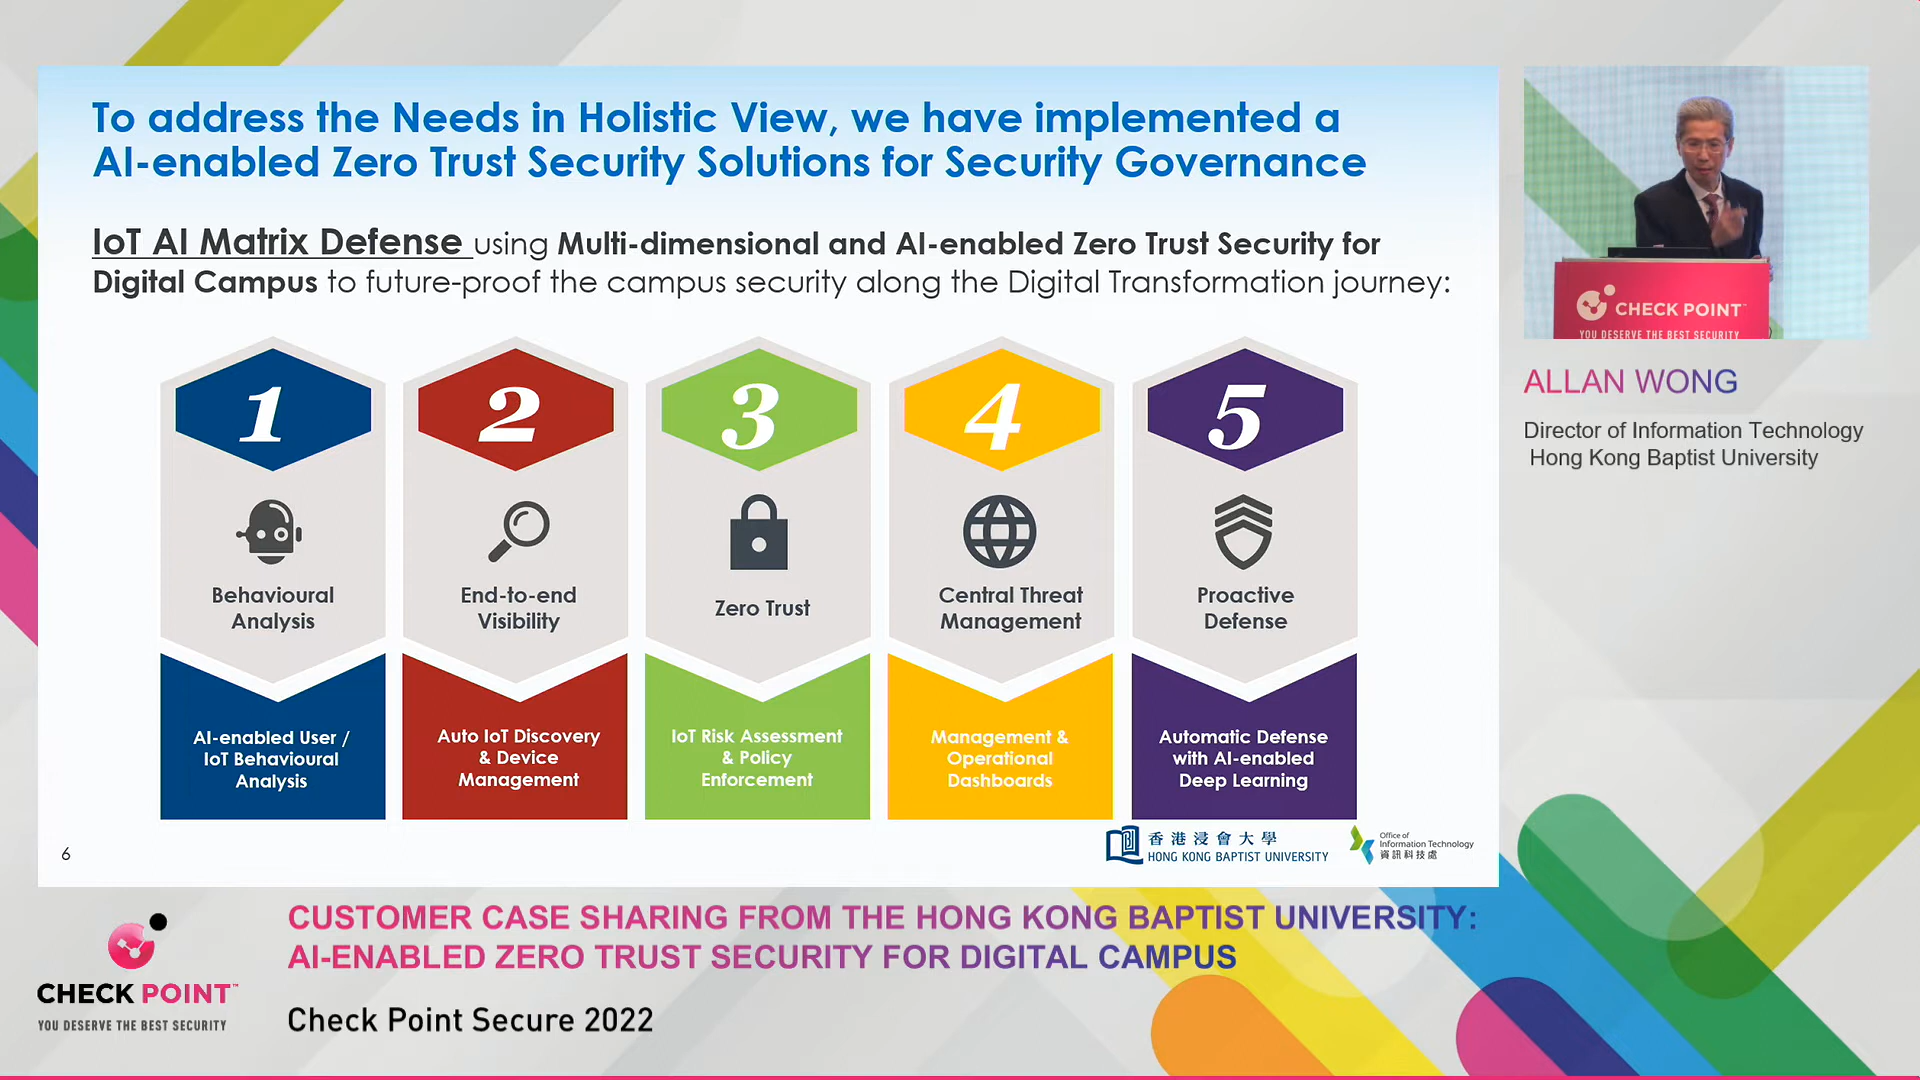 To address the Needs in Holistic View, we have implemented a
AI-enabled Zero Trust Security Solutions for Security Governance
IoT AI Matrix Defense using Multi-dimensional and AI-enabled Zero Trust Security for
Digital Campus to future-proof the campus security along the Digital Transformation journey:
1
Behavioural
Analysis
AI-enabled User /
IoT Behavioural
Analysis
2
End-to-end
Visibility
Auto IoT Discovery
& Device
Management
3
Zero Trust
IoT Risk Assessment
& Policy
Enforcement
4
Central Threat
Management
Management &
Operational
Dashboards
5
Proactive
Defense
Automatic Defense
with AI-enabled
Deep Learning
6
香港浸會大學
HONG KONG BAPTIST UNIVERSITY
Office of
Information Technology
資訊科技處
CHECK POINT™
YOU DESERVE THE BEST SECURITY
ALLAN WONG
Director of Information Technology
Hong Kong Baptist University
CHECK POINT™
YOU DESERVE THE BEST SECURITY
CUSTOMER CASE SHARING FROM THE HONG KONG BAPTIST UNIVERSITY:
AI-ENABLED ZERO TRUST SECURITY FOR DIGITAL CAMPUS
Check Point Secure 2022